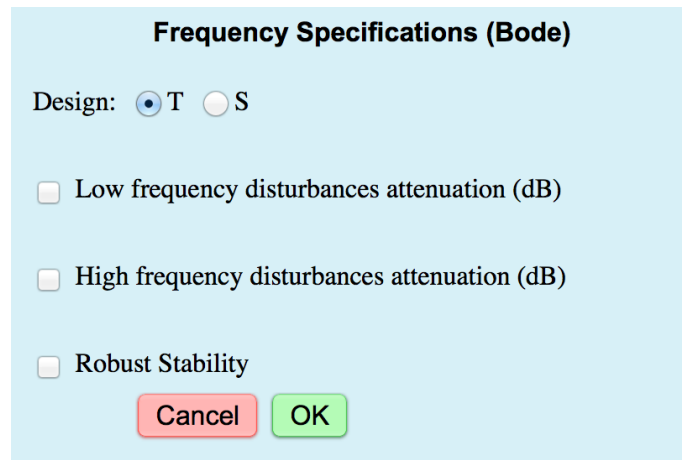 Frequency Specifications (Bode)
Design: T S
Low frequency disturbances attenuation (dB)
High frequency disturbances attenuation (dB)
Robust Stability
Cancel OK